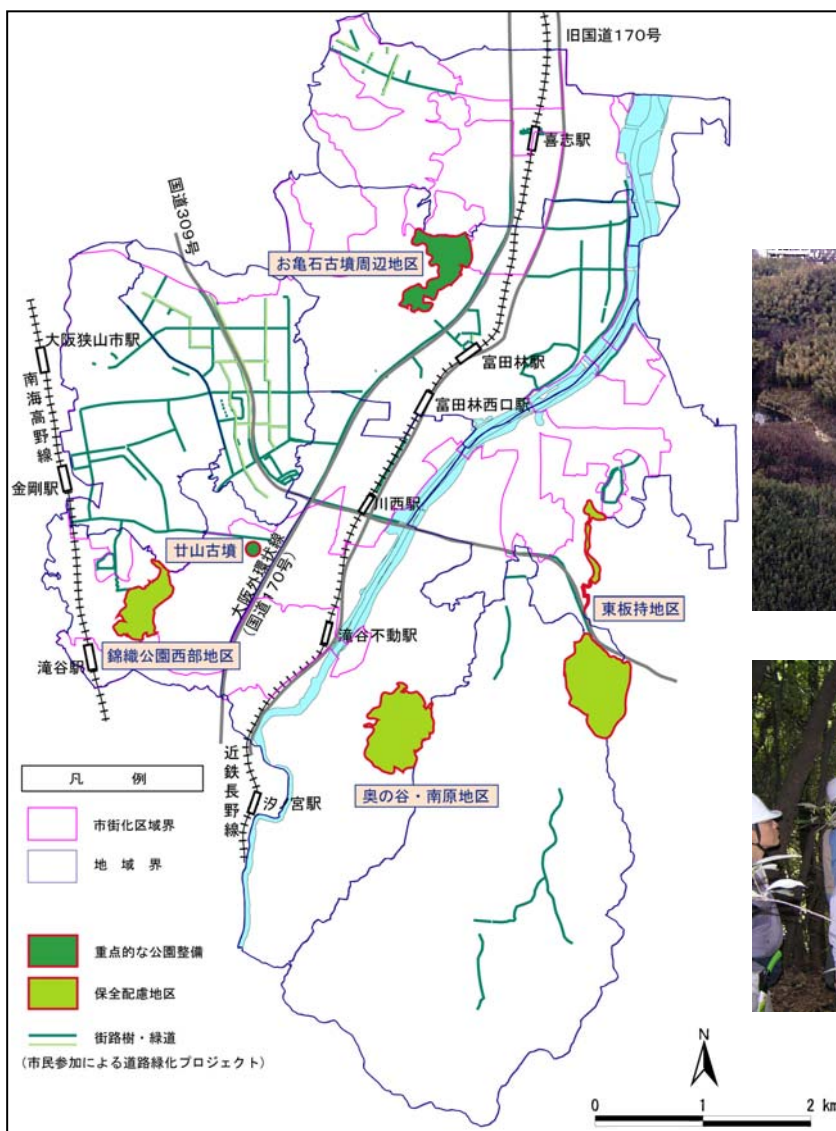 旧国道170号
喜志駅
国道309号
お亀石古墳周辺地区
大阪狭山市駅
南海高野線
富田林駅
富田林西口駅
金剛駅
川西駅
廿山古墳
大阪外環状線
(国道170号)
東板持地区
滝谷不動駅
錦織公園西部地区
滝谷駅
近鉄長野線
奥の谷・南原地区
汐ノ宮駅
凡 例
市街化区域界
地 域 界
重点的な公園整備
保全配慮地区
街路樹・緑道
(市民参加による道路緑化プロジェクト)
N
0 1 2 km